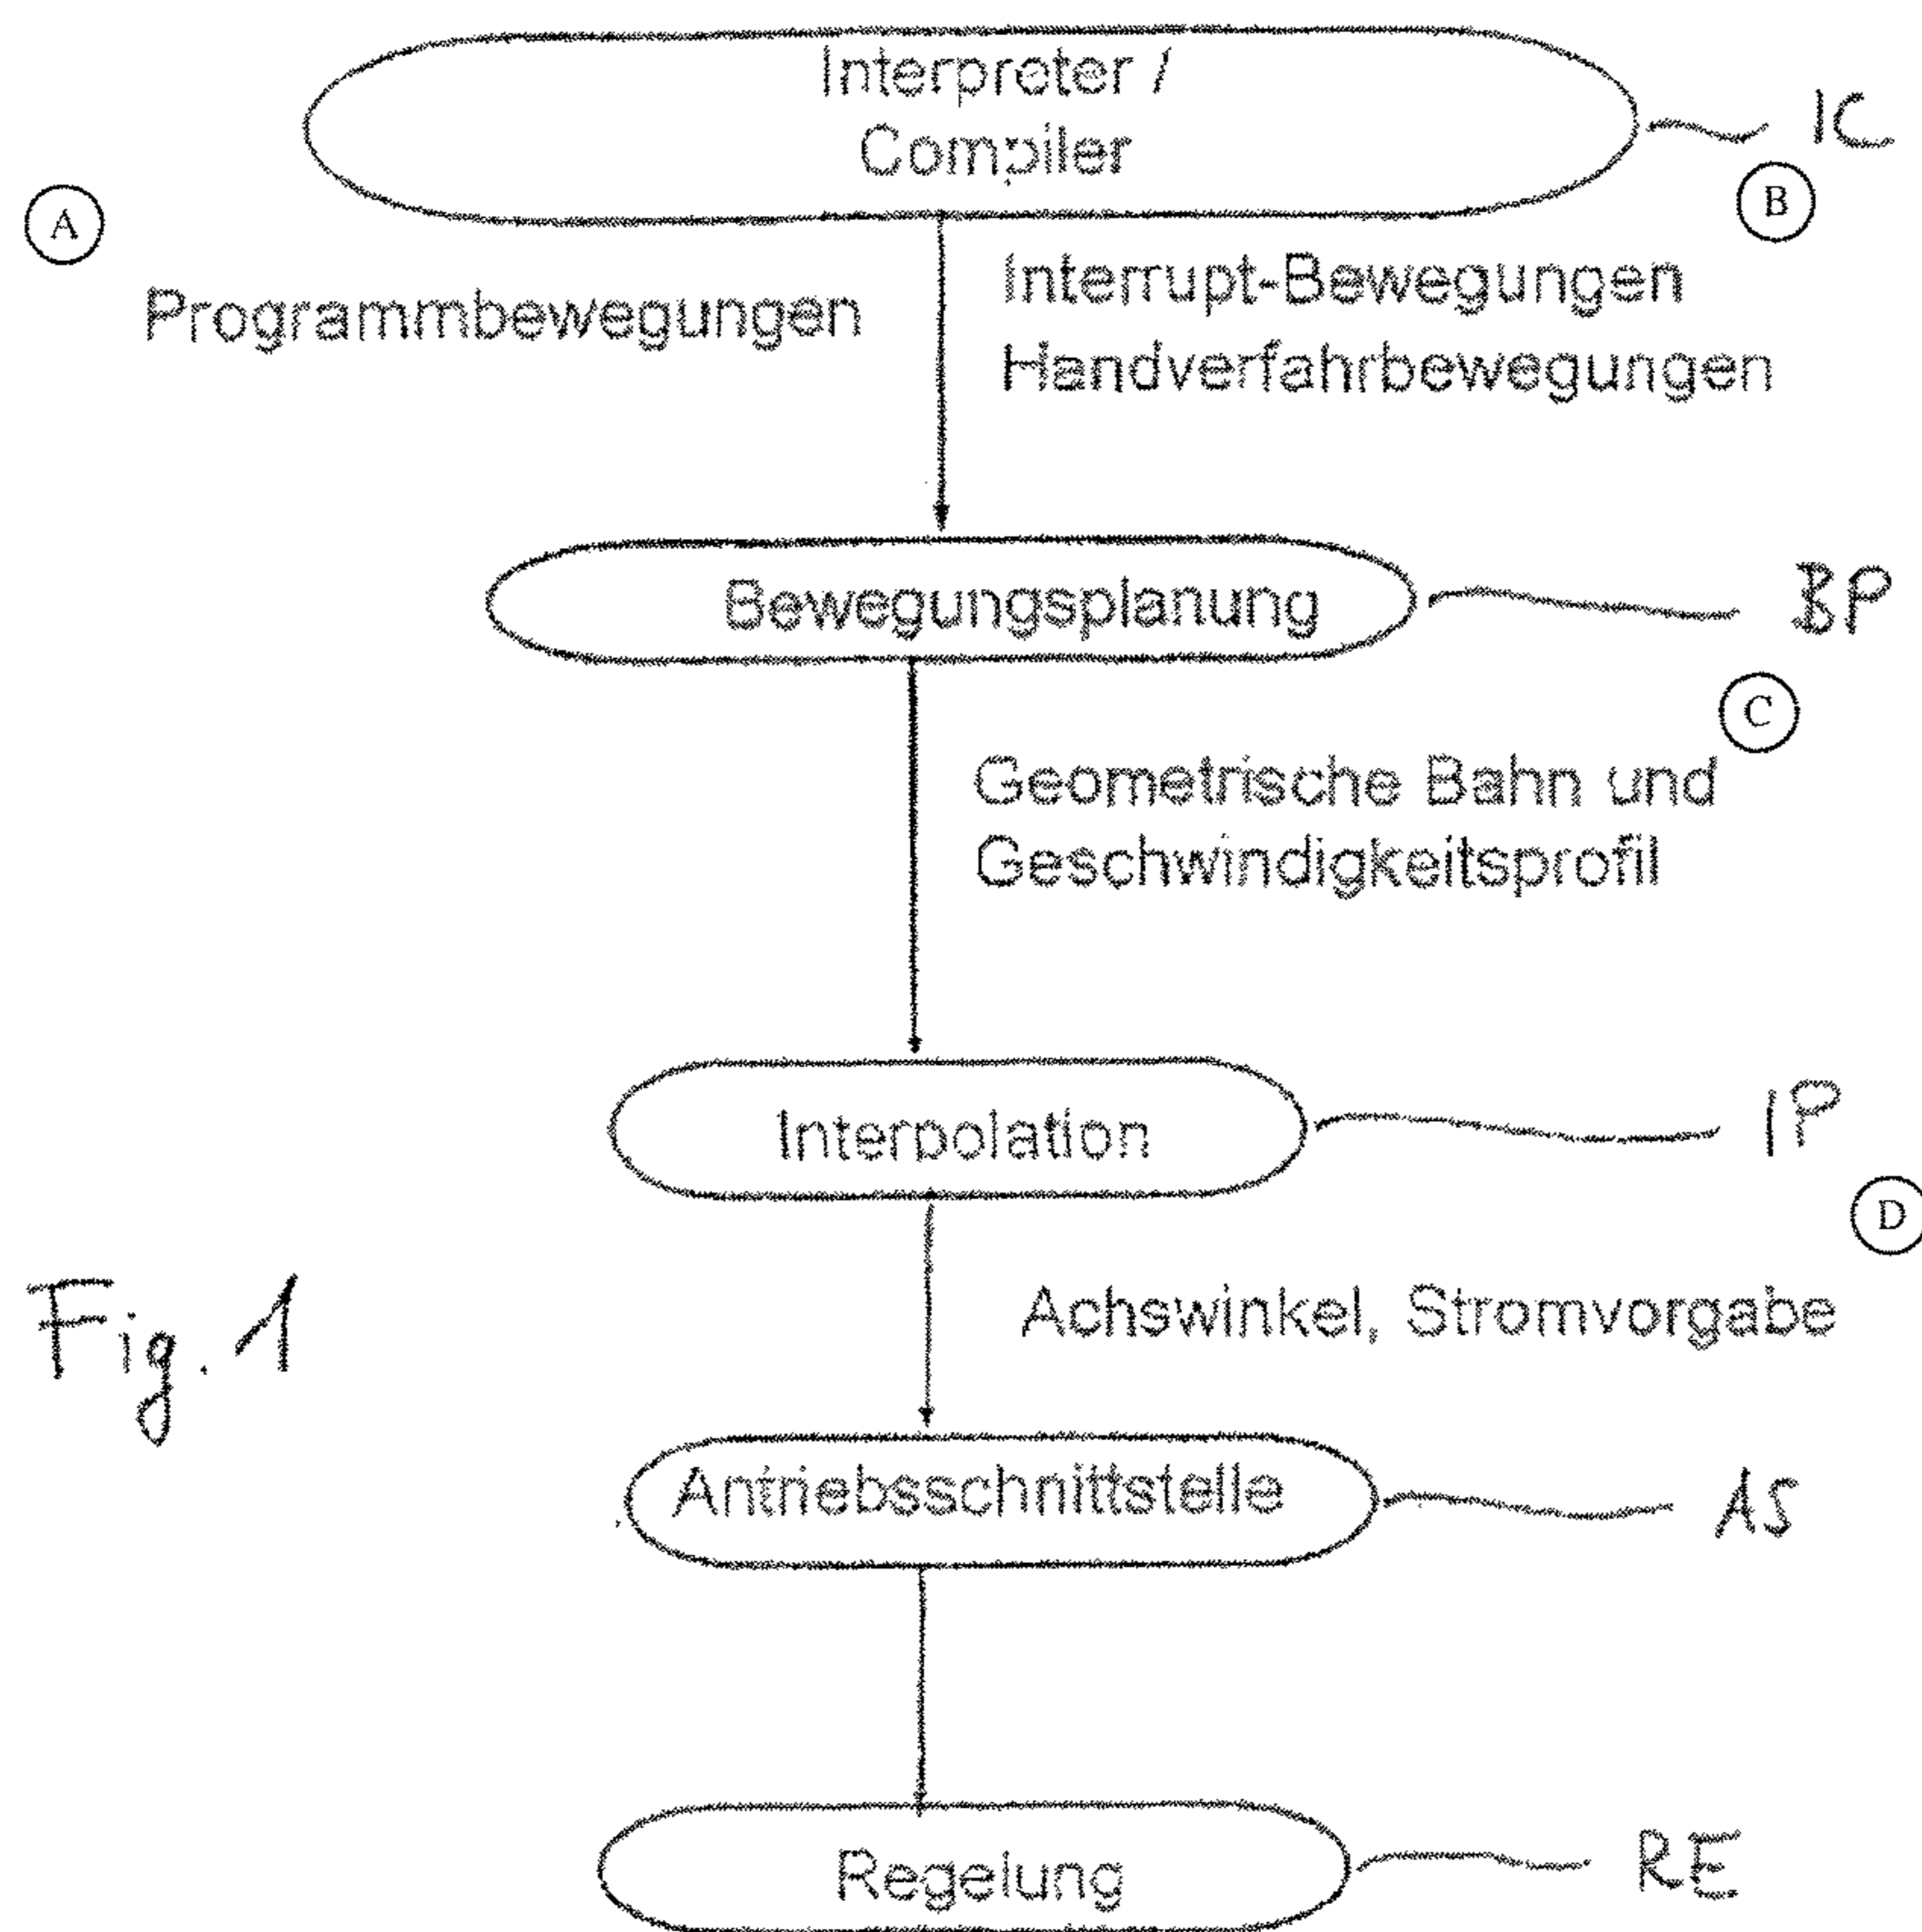 Interpreter /
Compiler
IC
A
B
Programmbewegungen
Interrupt-Bewegungen
Handverfahrbewegungen
Bewegungsplanung
BP
C
Geometrische Bahn und
Geschwindigkeitsprofil
Interpolation
IP
D
Achswinkel, Stromvorgabe
Fig. 1
Antriebsschnittstelle
AS
Regelung
RE